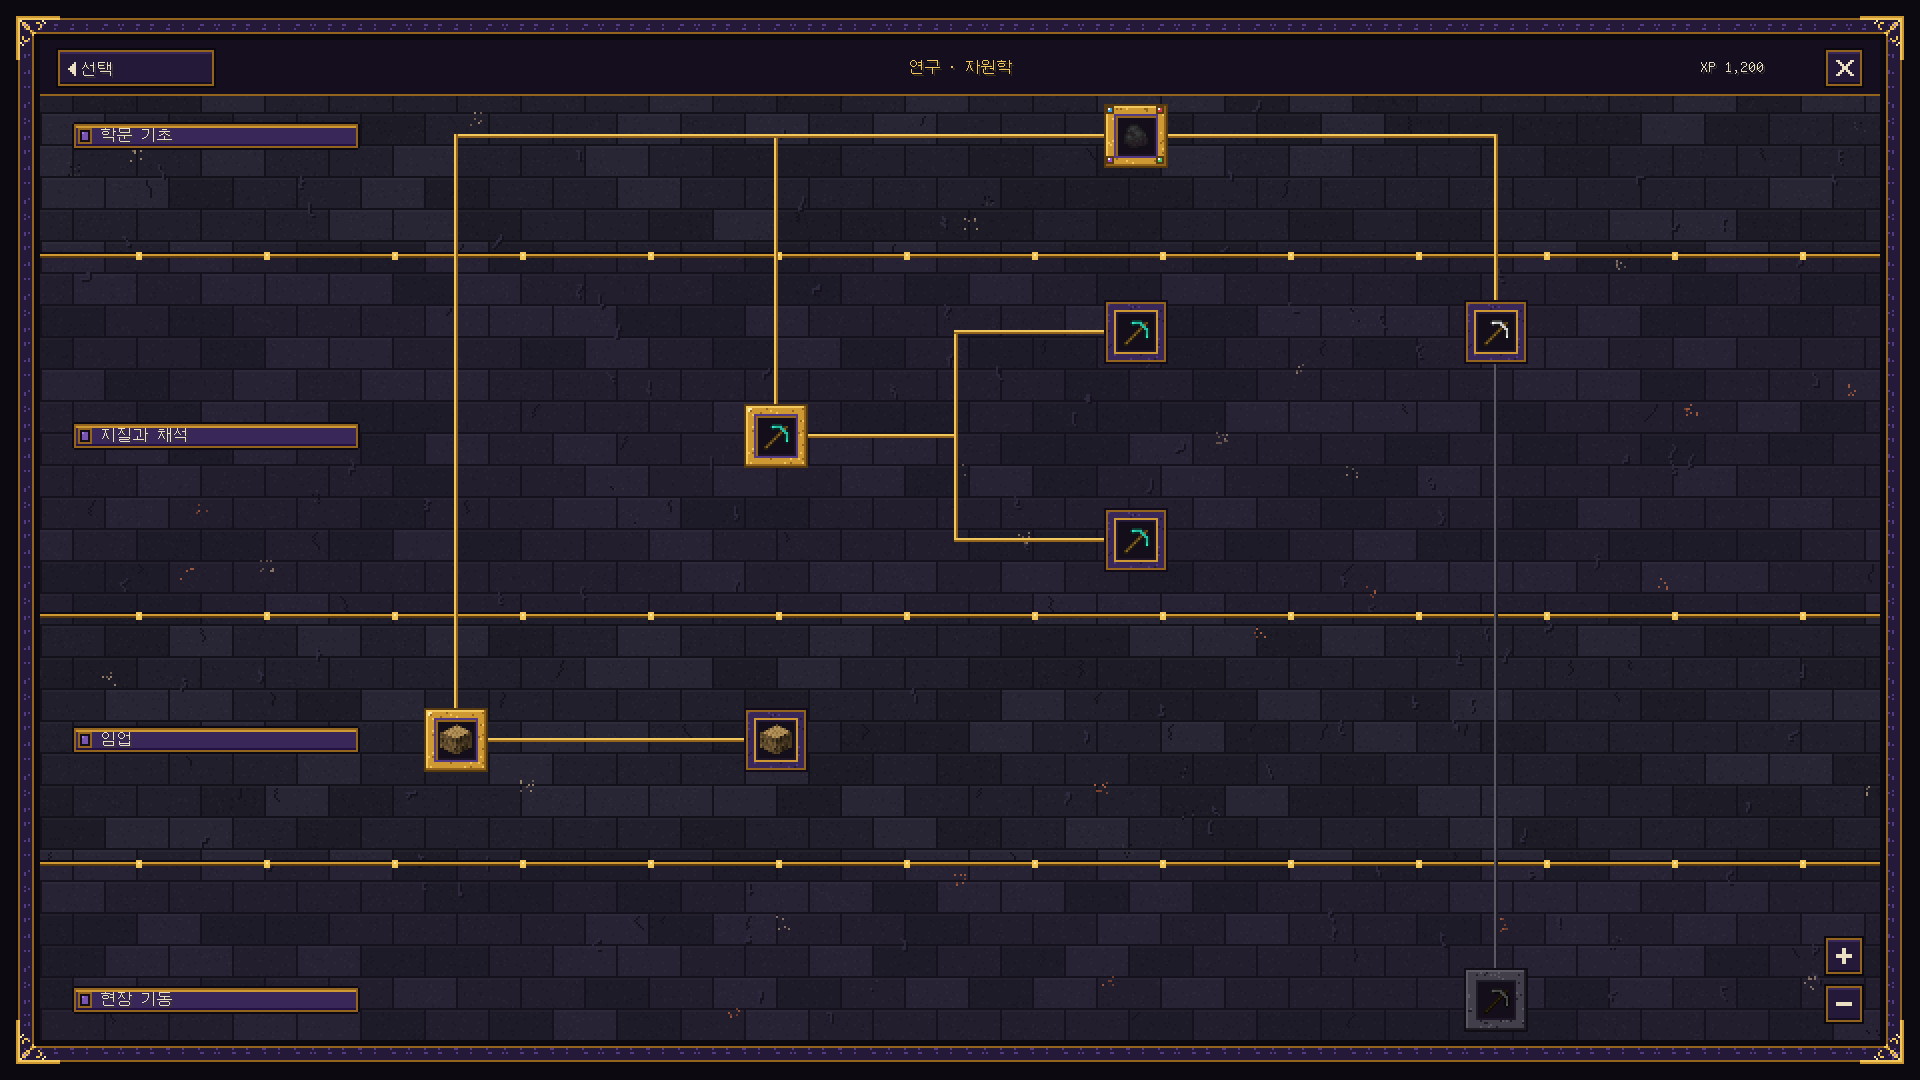 선택
연구 · 자원학
XP 1,200
학문 기초
지질과 채석
임업
현장 기동